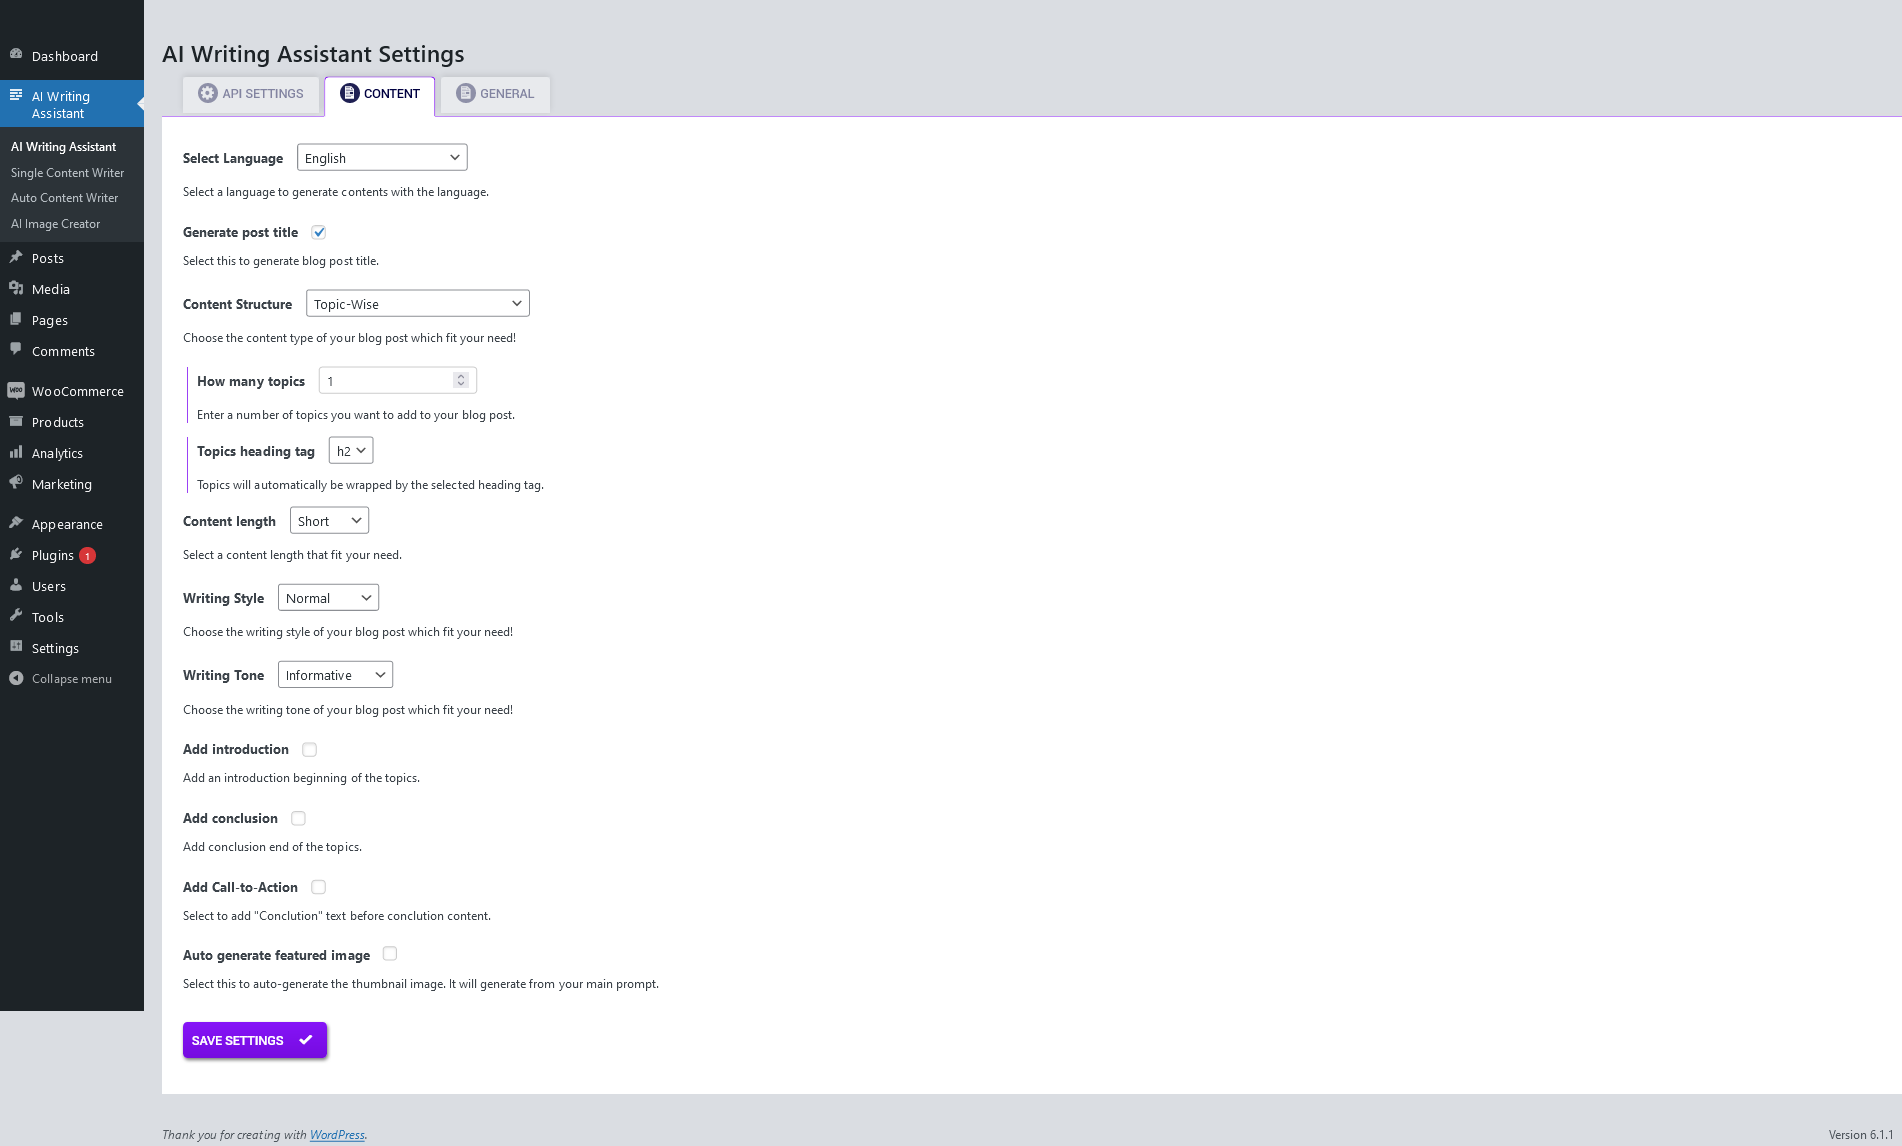 AI Writing Assistant Settings
Dashboard
AI Writing
Assistant
AI Writing Assistant
Single Content Writer
Auto Content Writer
AI Image Creator
Posts
Media
Pages
Comments
WOO WooCommerce
Products
Analytics
Marketing
Appearance
Plugins 1
Users
Tools
Settings
Collapse menu
API SETTINGS CONTENT GENERAL
Select Language English
Select a language to generate contents with the language.
Generate post title
Select this to generate blog post title.
Content Structure Topic-Wise
Choose the content type of your blog post which fit your need!
How many topics 1
Enter a number of topics you want to add to your blog post.
Topics heading tag h2
Topics will automatically be wrapped by the selected heading tag.
Content length Short
Select a content length that fit your need.
Writing Style Normal
Choose the writing style of your blog post which fit your need!
Writing Tone Informative
Choose the writing tone of your blog post which fit your need!
Add introduction
Add an introduction beginning of the topics.
Add conclusion
Add conclusion end of the topics.
Add Call-to-Action
Select to add "Conclution" text before conclution content.
Auto generate featured image
Select this to auto-generate the thumbnail image. It will generate from your main prompt.
SAVE SETTINGS
Thank you for creating with WordPress.
Version 6.1.1